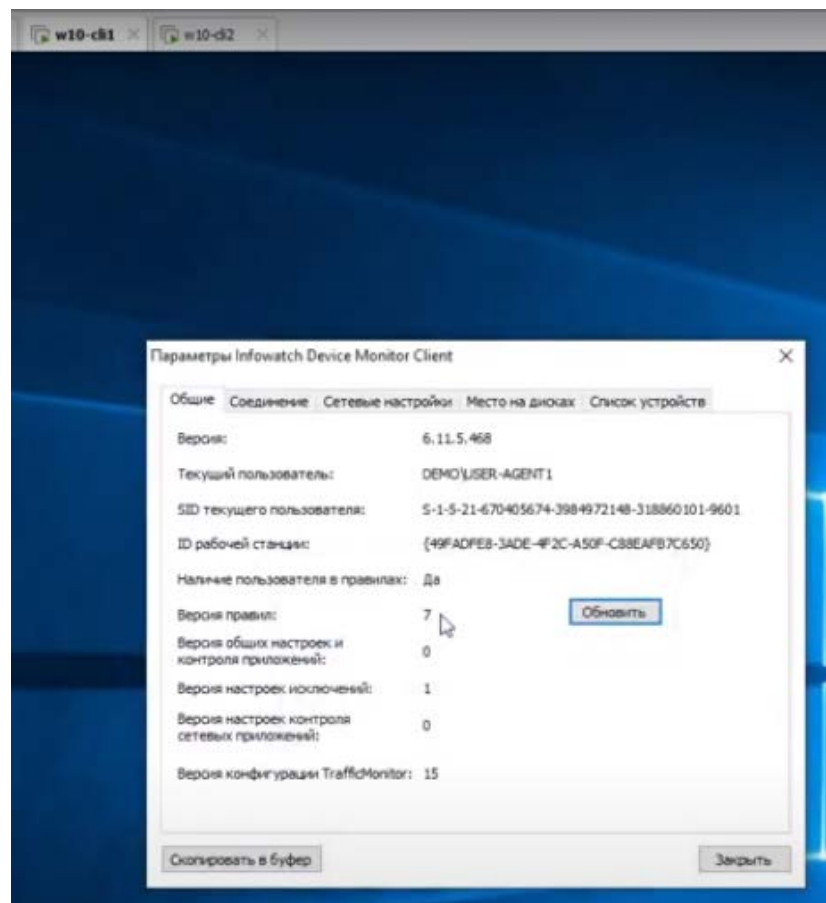 w10-cli1
w10-cli2
Параметры Infowatch Device Monitor Client
Общие Соединение Сетевые настройки Место на дисках Список устройств
Версия: 6.11.5.468
Текущий пользователь: DEMO\USER-AGENT1
SID текущего пользователя: S-1-5-21-670405674-3984972148-318860101-9601
ID рабочей станции: {49FADFE8-3ADE-4F2C-A50F-C88EAFB7C650}
Наличие пользователя в правилах: Да
Версия правил: 7 Обновить
Версия общих настроек и
контроля приложений: 0
Версия настроек исключений: 1
Версия настроек контроля
сетевых приложений: 0
Версия конфигурации TrafficMonitor: 15
Скопировать в буфер Закрыть